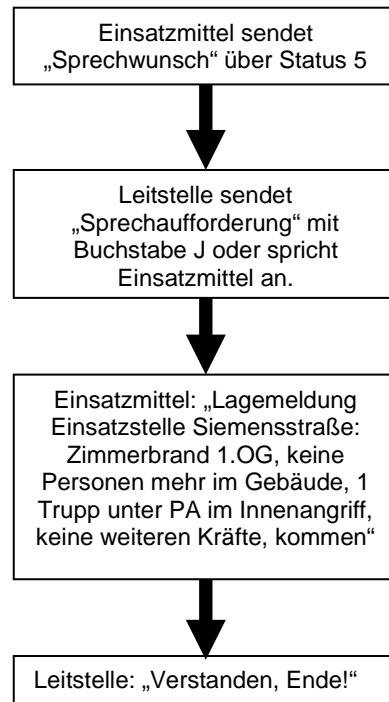 Einsatzmittel sendet
„Sprechwunsch“ über Status 5
Leitstelle sendet
„Sprechaufforderung“ mit
Buchstabe J oder spricht
Einsatzmittel an.
Einsatzmittel: „Lagemeldung
Einsatzstelle Siemensstraße:
Zimmerbrand 1.OG, keine
Personen mehr im Gebäude, 1
Trupp unter PA im Innenangriff,
keine weiteren Kräfte, kommen“
Leitstelle: „Verstanden, Ende!“